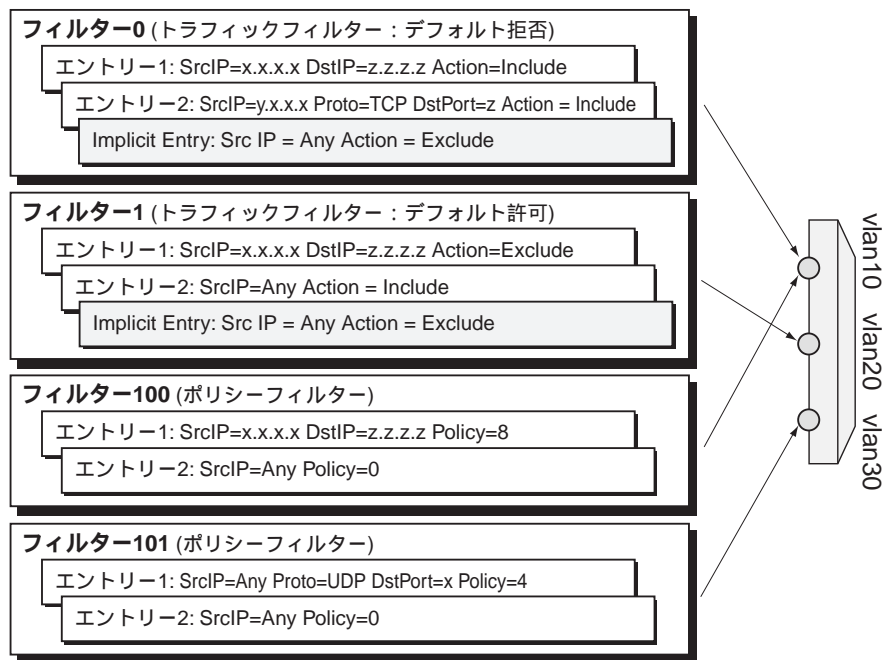 フィルター0 (トラフィックフィルター：デフォルト拒否)
エントリー1: SrcIP=x.x.x.x DstIP=z.z.z.z Action=Include
エントリー2: SrcIP=y.x.x.x Proto=TCP DstPort=z Action = Include
Implicit Entry: Src IP = Any Action = Exclude
フィルター1 (トラフィックフィルター：デフォルト許可)
エントリー1: SrcIP=x.x.x.x DstIP=z.z.z.z Action=Exclude
エントリー2: SrcIP=Any Action = Include
Implicit Entry: Src IP = Any Action = Exclude
フィルター100 (ポリシーフィルター)
エントリー1: SrcIP=x.x.x.x DstIP=z.z.z.z Policy=8
エントリー2: SrcIP=Any Policy=0
フィルター101 (ポリシーフィルター)
エントリー1: SrcIP=Any Proto=UDP DstPort=x Policy=4
エントリー2: SrcIP=Any Policy=0
vlan10 vlan20 vlan30